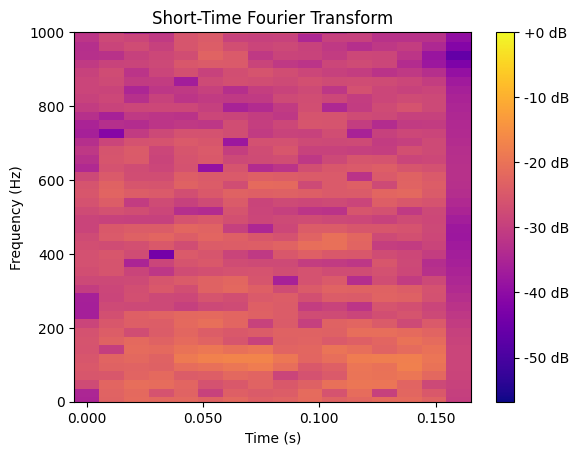 Short-Time Fourier Transform
1000
800
600
400
200
0
Frequency (Hz)
0.000
0.050
0.100
0.150
Time (s)
+0 dB
-10 dB
-20 dB
-30 dB
-40 dB
-50 dB